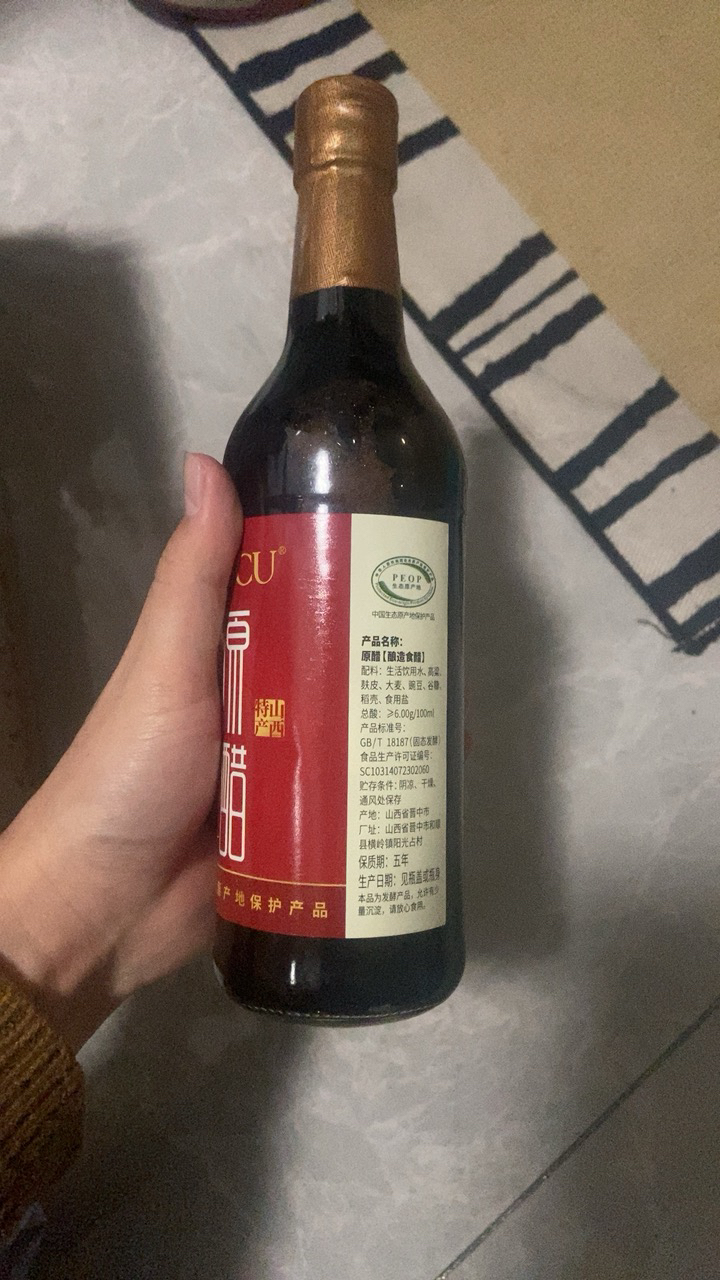 CU®
原
醋
山西
特产
原产地保护产品
PEOP
生态原产地
中国生态原产地保护产品
产品名称：
原醋【酿造食醋】
配料：生活饮用水、高粱、
麸皮、大麦、豌豆、谷糠、
稻壳、食用盐
总酸：≥6.00g/100ml
产品标准号：
GB/T 18187(固态发酵)
食品生产许可证编号：
SC10314072302060
贮存条件：阴凉、干燥、
通风处保存
产地：山西省晋中市
厂址：山西省晋中市和顺
县横岭镇阳光占村
保质期：五年
生产日期：见瓶盖或瓶身
本品为发酵产品，允许有少
量沉淀，请放心食用。